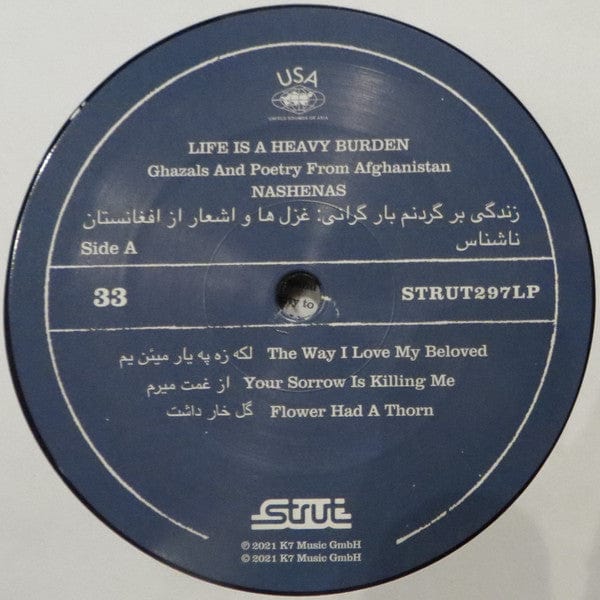 USA
UNITED SOUNDS OF ASIA
LIFE IS A HEAVY BURDEN
Ghazals And Poetry From Afghanistan
NASHENAS
زندگی بر گردنم بار گرانی: غزل ها و اشعار از افغانستان
ناشناس
Side A
33
STRUT297LP
لکه زه په یار میئن یم The Way I Love My Beloved
از غمت میرم Your Sorrow Is Killing Me
گل خار داشت Flower Had A Thorn
Strut
℗ 2021 K7 Music GmbH
© 2021 K7 Music GmbH